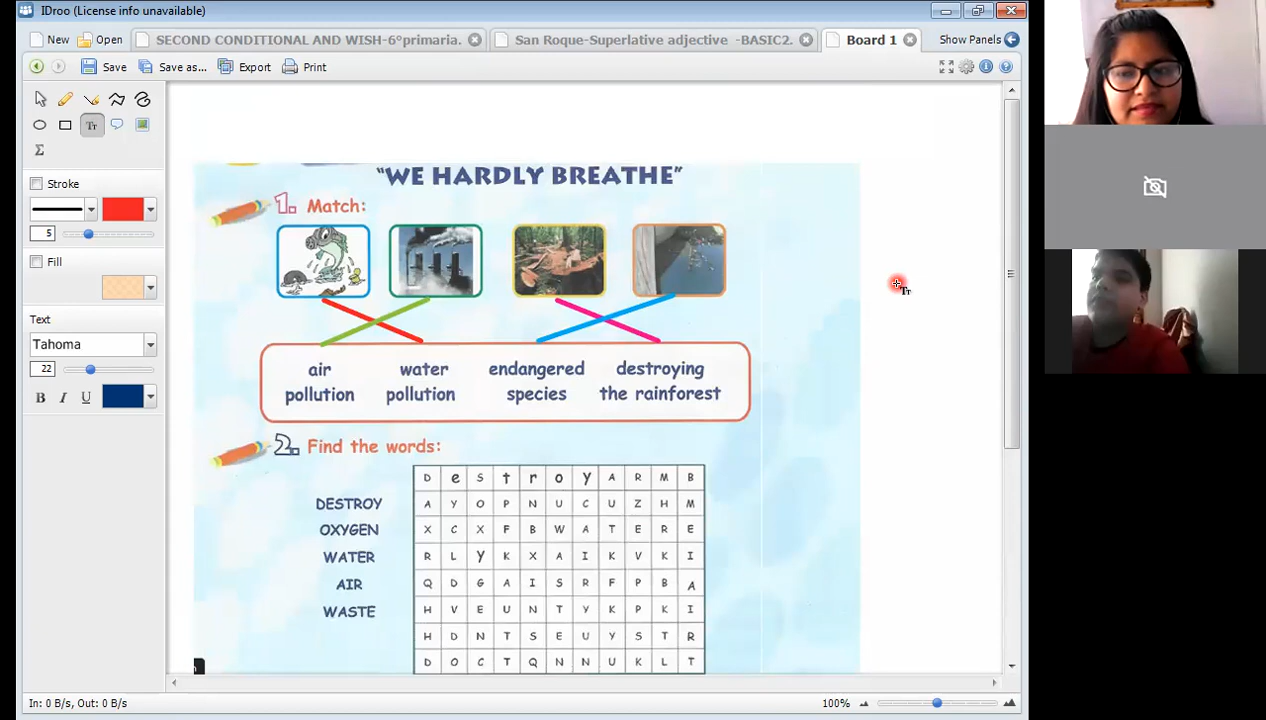 IDroo (License info unavailable)
New Open SECOND CONDITIONAL AND WISH-6°primaria. San Roque-Superlative adjective -BASIC2. Board 1 Show Panels
Save Save as... Export Print
Tr
Σ
Stroke
5
Fill
Text
Tahoma
22
B I U
"WE HARDLY BREATHE"
1. Match:
air water endangered destroying
pollution pollution species the rainforest
2. Find the words:
DESTROY
OXYGEN
WATER
AIR
WASTE
D e S t r o y A R M B
A Y O P N U C U Z H M
X C X F B W A T E R E
R L y K X A I K V K I
Q D G A I S R F P B A
H V E U N T Y K P K I
H D N T S E U Y S T R
D O C T Q N N U K L T
Tr
In: 0 B/s, Out: 0 B/s 100%